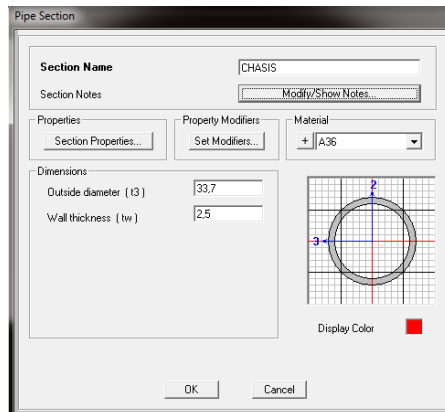 Pipe Section
Section Name CHASIS
Section Notes Modify/Show Notes...
Properties Property Modifiers Material
Section Properties... Set Modifiers... + A36
Dimensions
Outside diameter ( t3 ) 33,7
Wall thickness ( tw ) 2,5
2
3
Display Color
OK Cancel